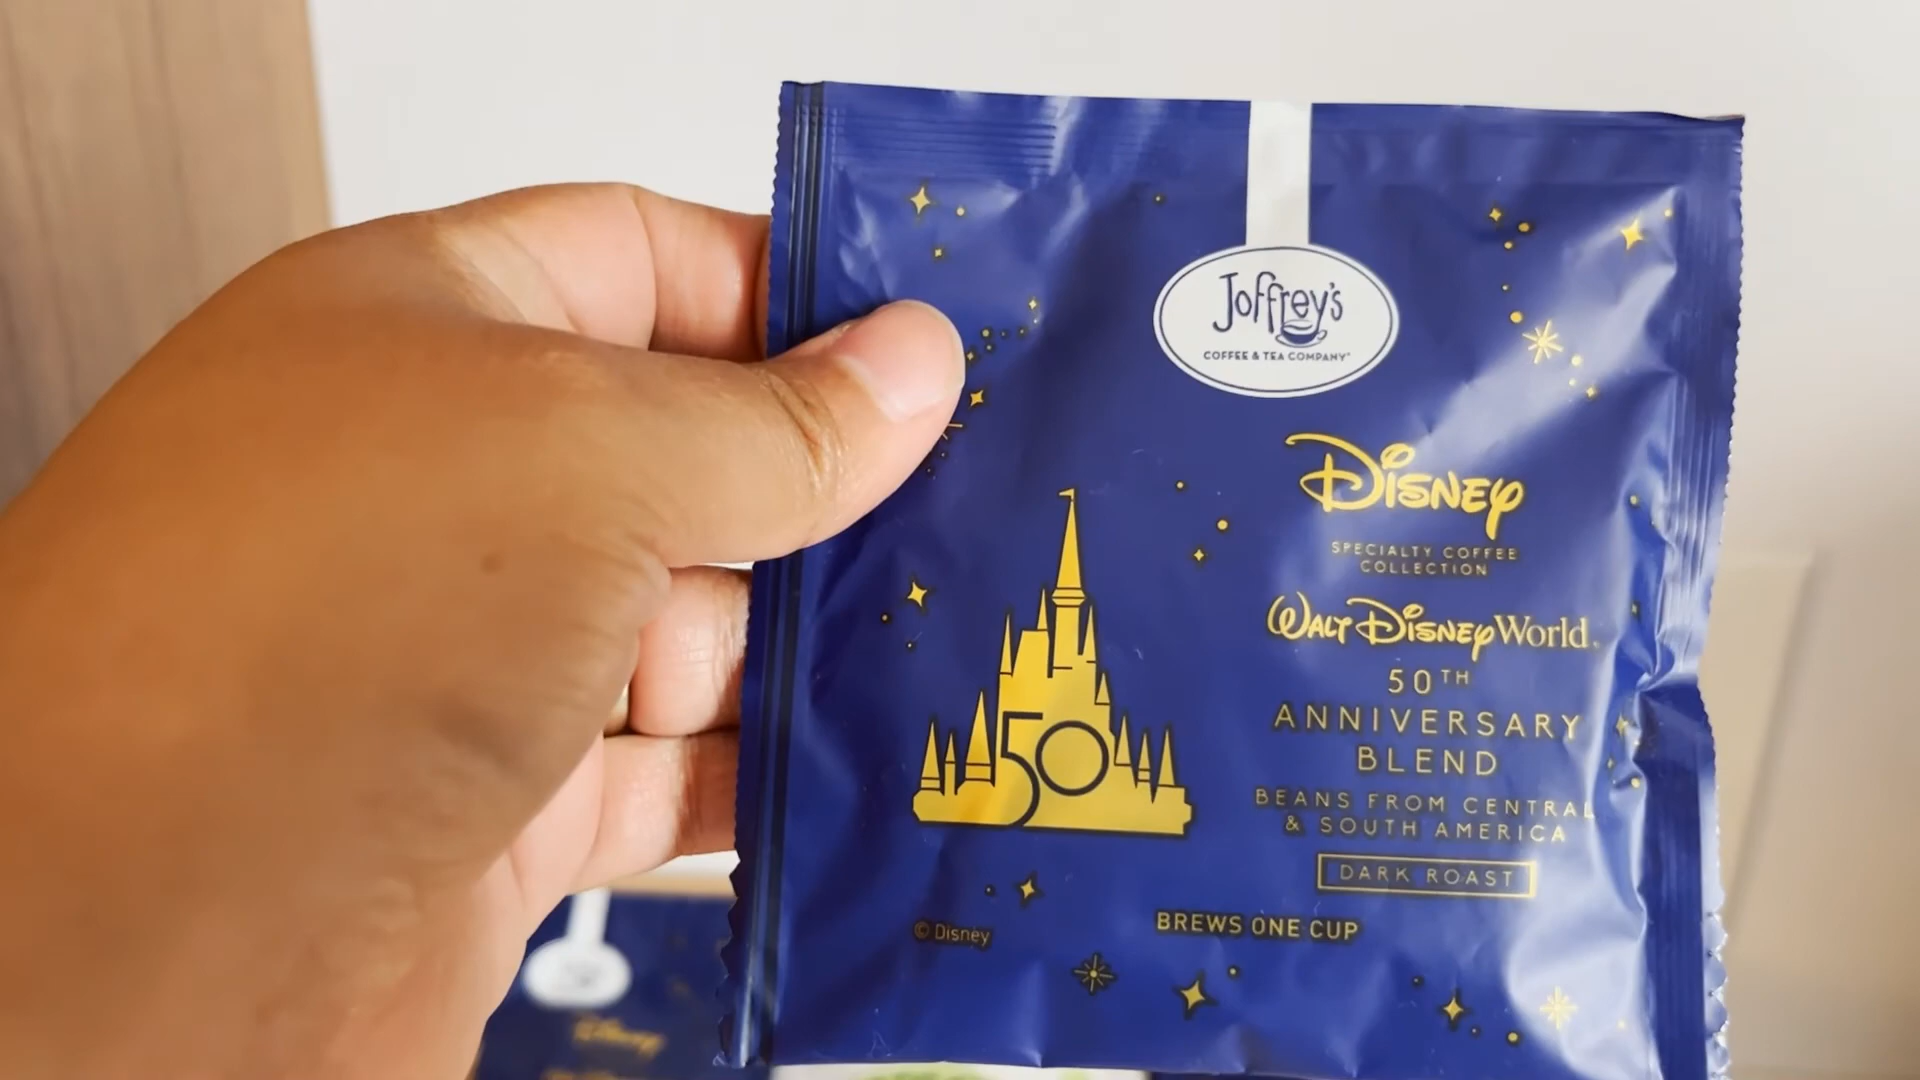 Joffrey's
COFFEE & TEA COMPANY®
Disney
SPECIALTY COFFEE
COLLECTION
Walt Disney World®
50TH
ANNIVERSARY
BLEND
BEANS FROM CENTRAL
& SOUTH AMERICA
DARK ROAST
50
© Disney
BREWS ONE CUP
Disney